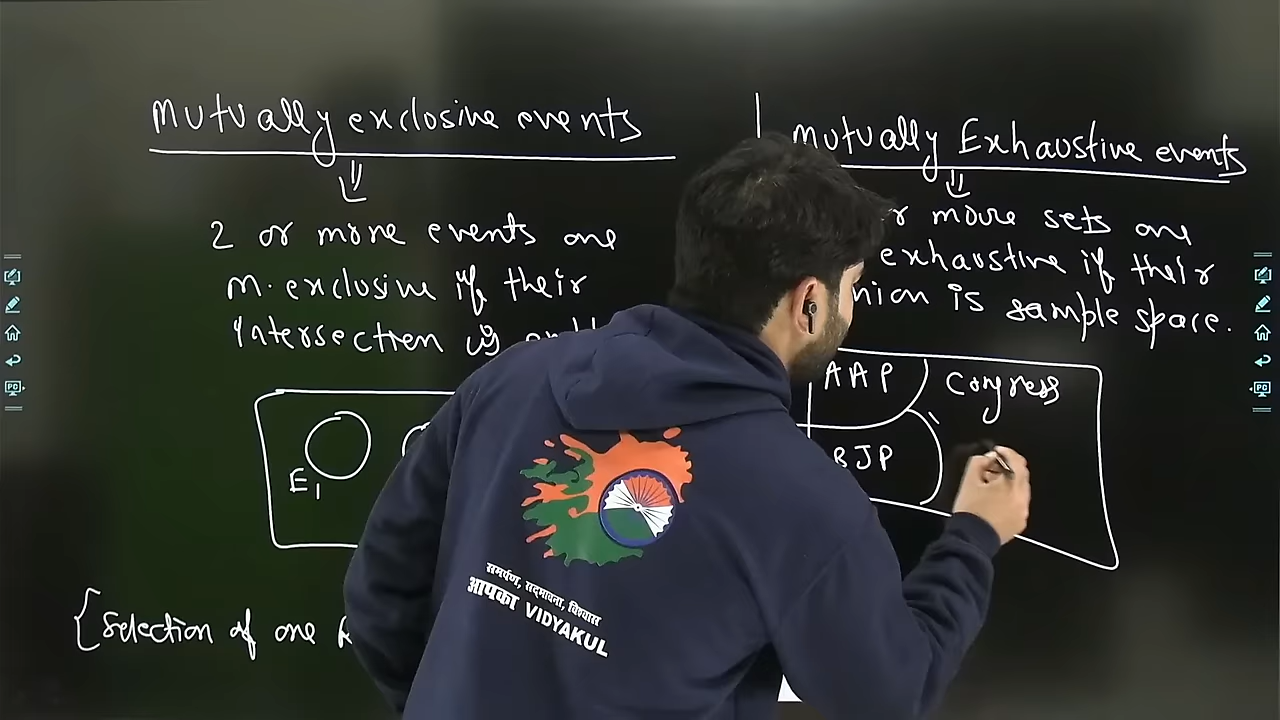 Mutually exclusive events
2 or more events are
m. exclusive if their
intersection is
E1
{Selection of one
Mutually Exhaustive events
more sets are
exhaustive if their
is sample space.
AAP
Congress
BJP
समर्पण, सद्भावना, विश्वास
आपका VIDYAKUL
PC
PC